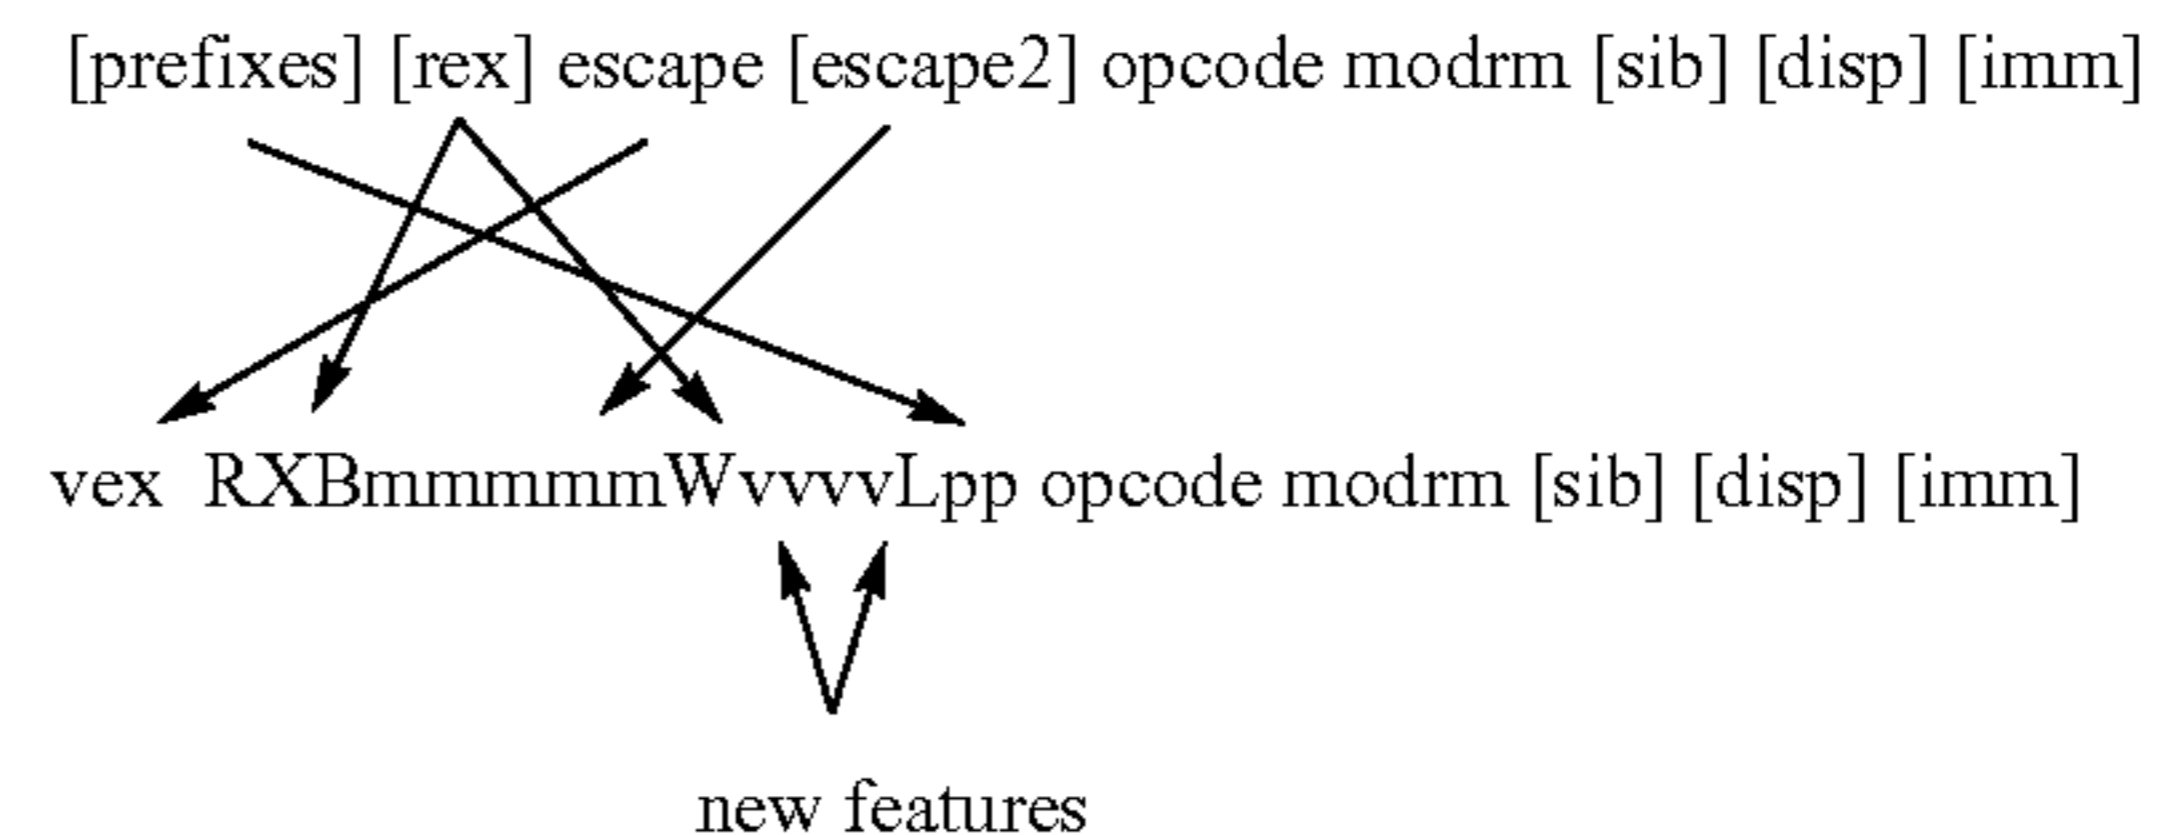 [prefixes] [rex] escape [escape2] opcode modrm [sib] [disp] [imm]
vex RXBmmmmmWvvvvLpp opcode modrm [sib] [disp] [imm]
new features